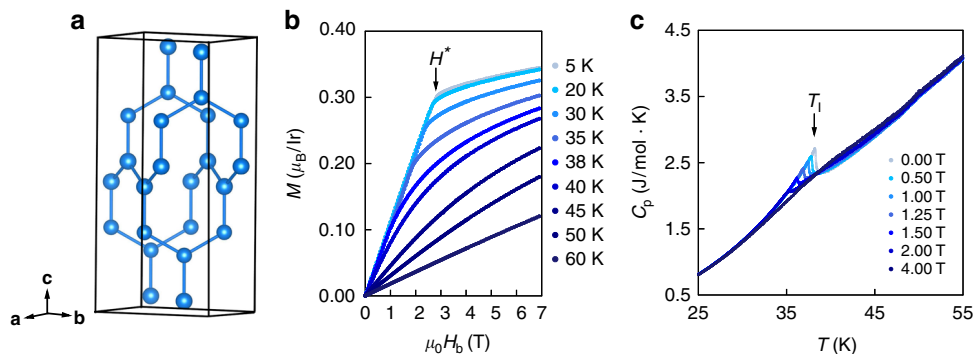 a
c
a
b
b
H*
M (μB/Ir)
0.30
0.20
0.10
0.00
0 1 2 3 4 5 6 7
μ0Hb (T)
5 K
20 K
30 K
35 K
38 K
40 K
45 K
50 K
60 K
c
Cp (J/mol · K)
4.5
3.5
2.5
1.5
0.5
TI
0.00 T
0.50 T
1.00 T
1.25 T
1.50 T
2.00 T
4.00 T
25 35 45 55
T (K)